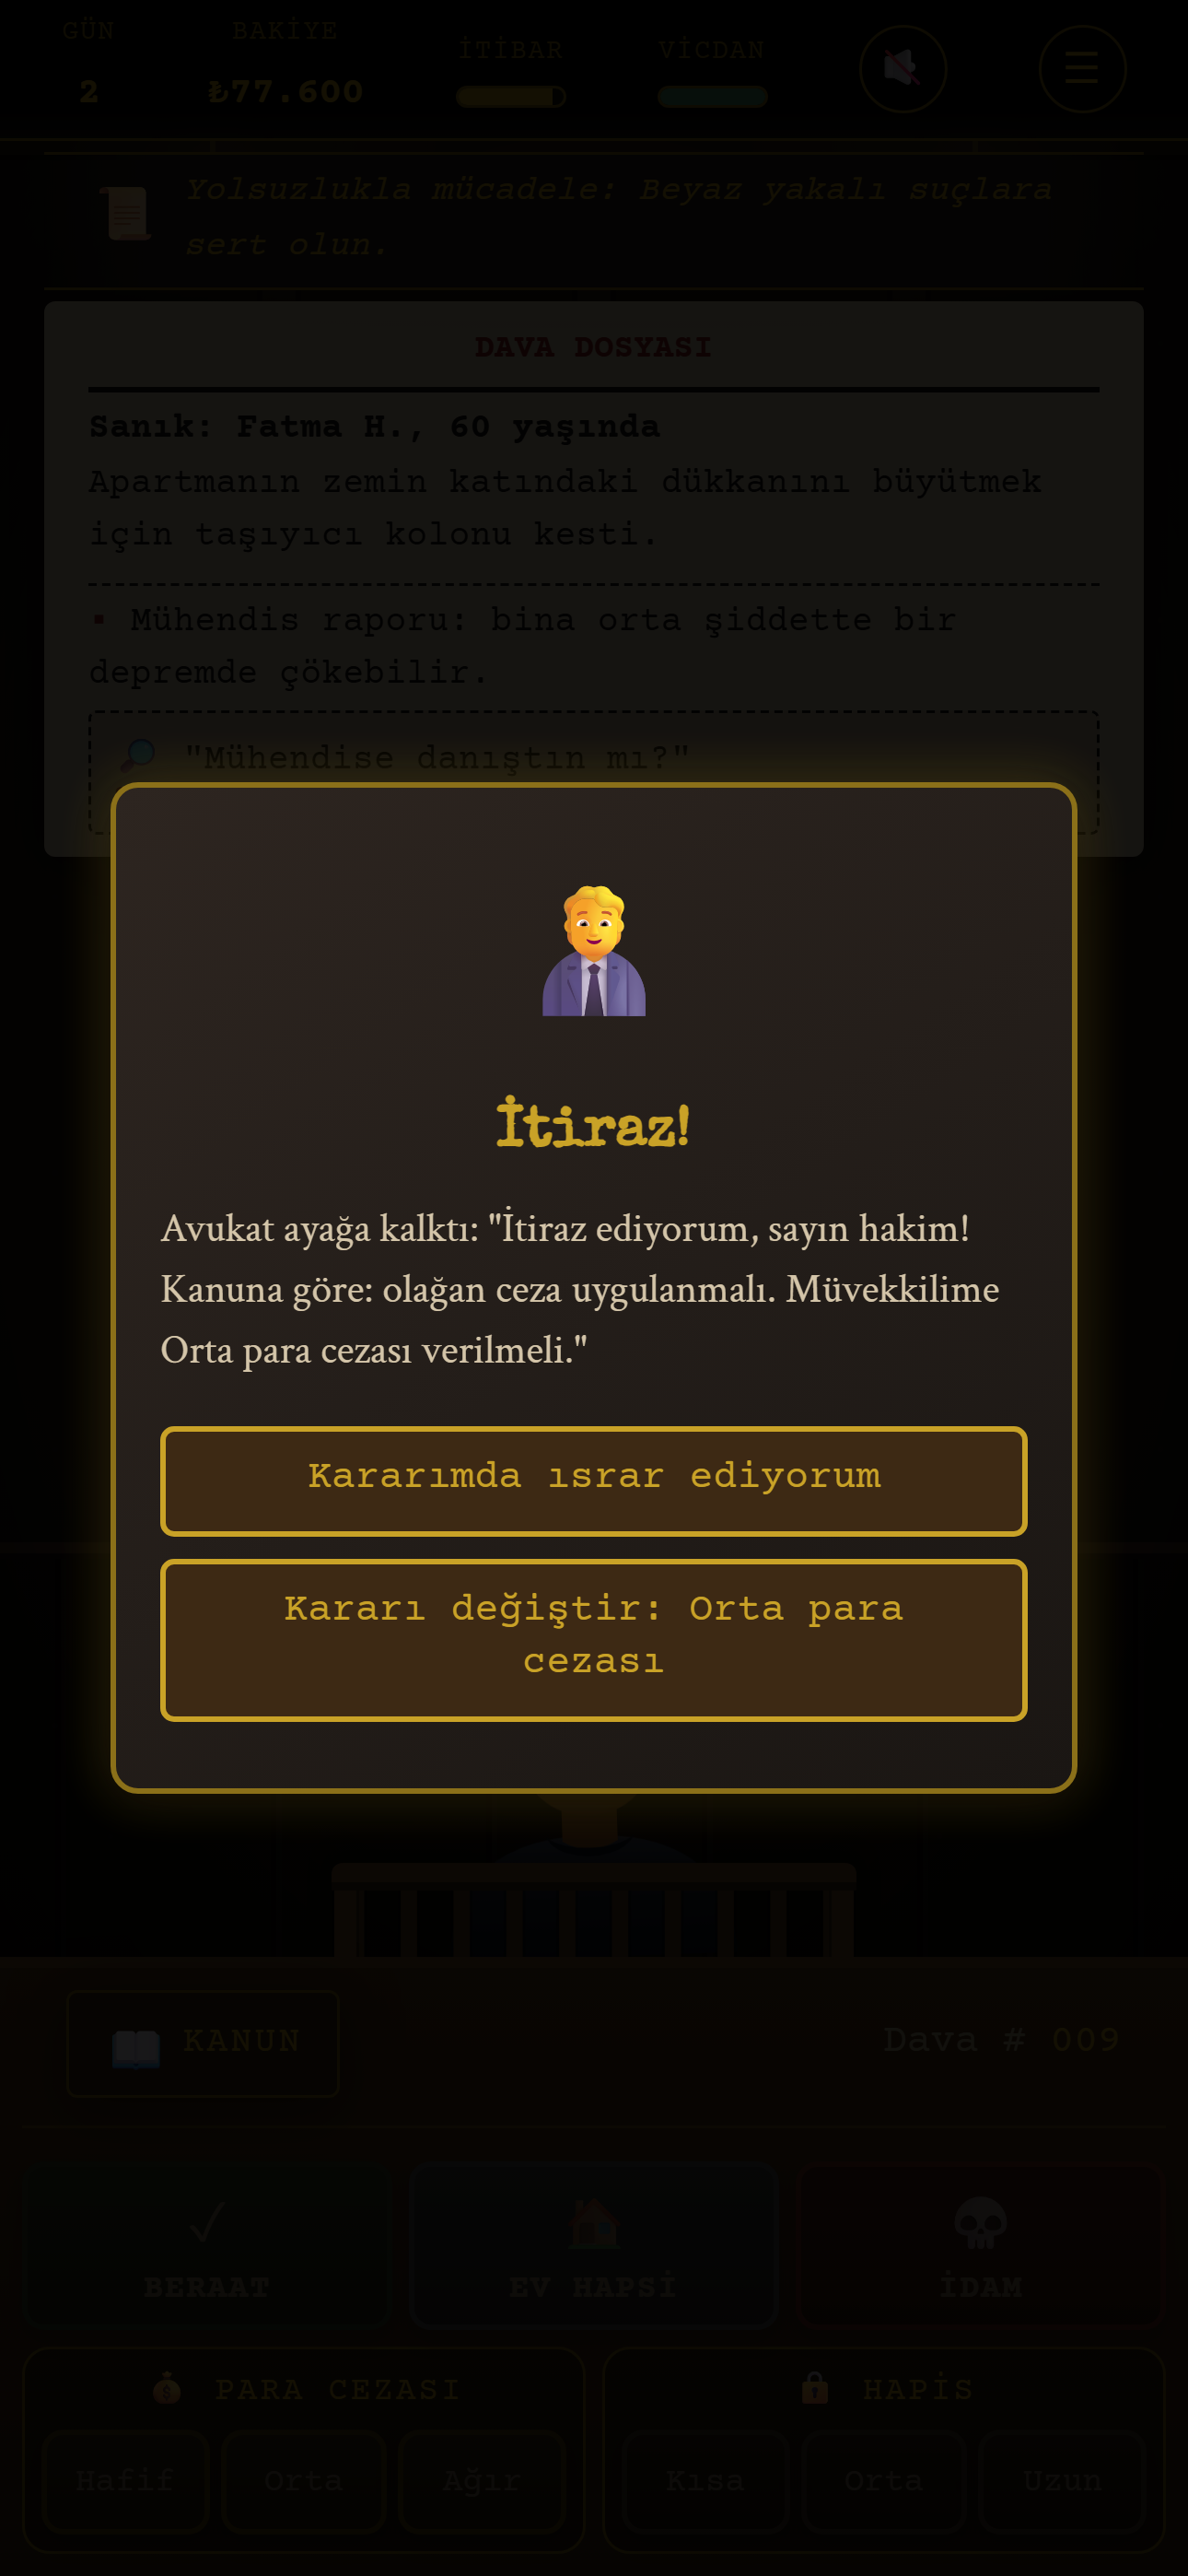 GÜN
BAKİYE
İTİBAR
VİCDAN
2
₺77.600
Yolsuzlukla mücadele: Beyaz yakalı suçlara
sert olun.
DAVA DOSYASI
Sanık: Fatma H., 60 yaşında
Apartmanın zemin katındaki dükkanını büyütmek
için taşıyıcı kolonu kesti.
▪ Mühendis raporu: bina orta şiddette bir
depremde çökebilir.
"Mühendise danıştın mı?"
İtiraz!
Avukat ayağa kalktı: "İtiraz ediyorum, sayın hakim!
Kanuna göre: olağan ceza uygulanmalı. Müvekkilime
Orta para cezası verilmeli."
Kararımda ısrar ediyorum
Kararı değiştir: Orta para
cezası
KANUN
Dava # 009
BERAAT
EV HAPSİ
İDAM
PARA CEZASI
HAPİS
Hafif
Orta
Ağır
Kısa
Orta
Uzun